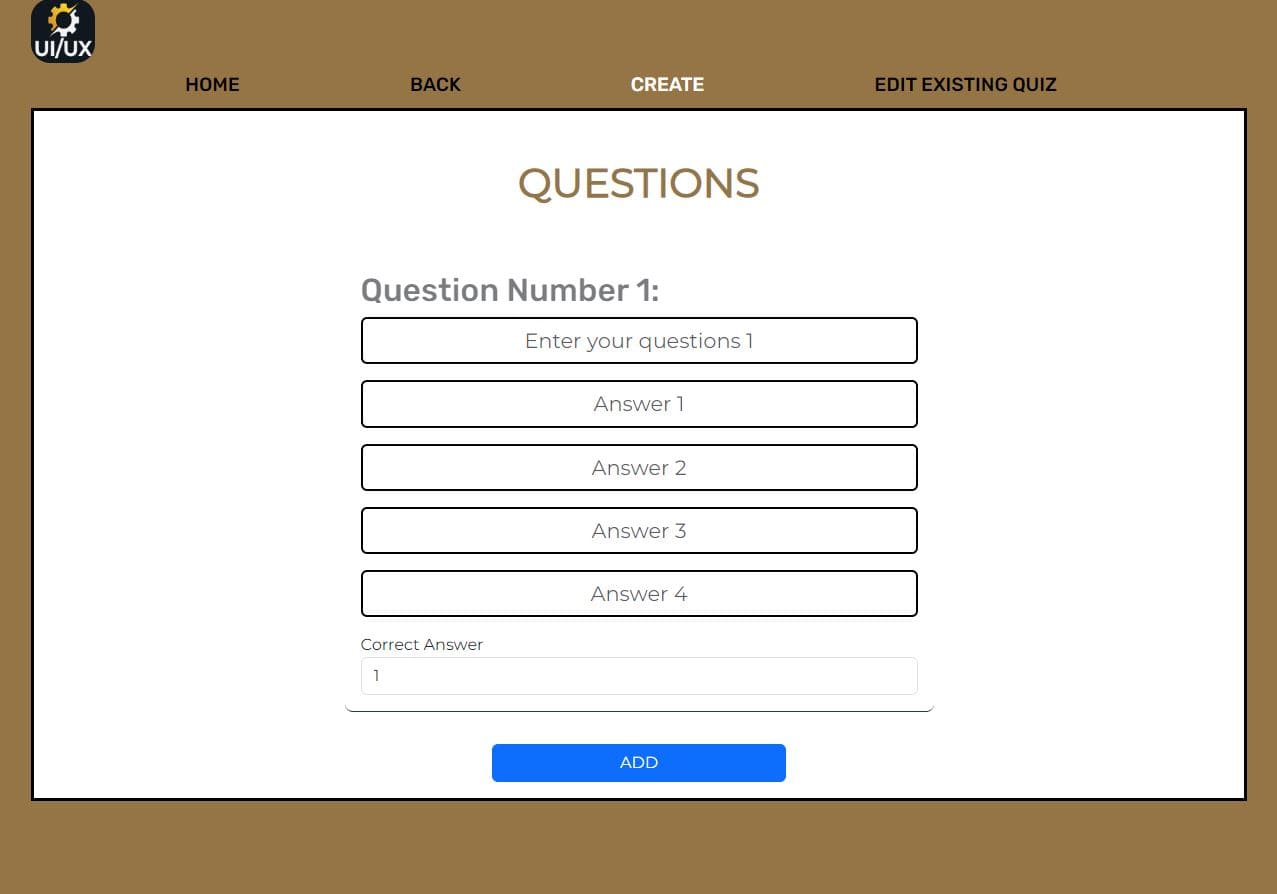 UI/UX
HOME BACK CREATE EDIT EXISTING QUIZ
QUESTIONS
Question Number 1:
Enter your questions 1
Answer 1
Answer 2
Answer 3
Answer 4
Correct Answer
1
ADD